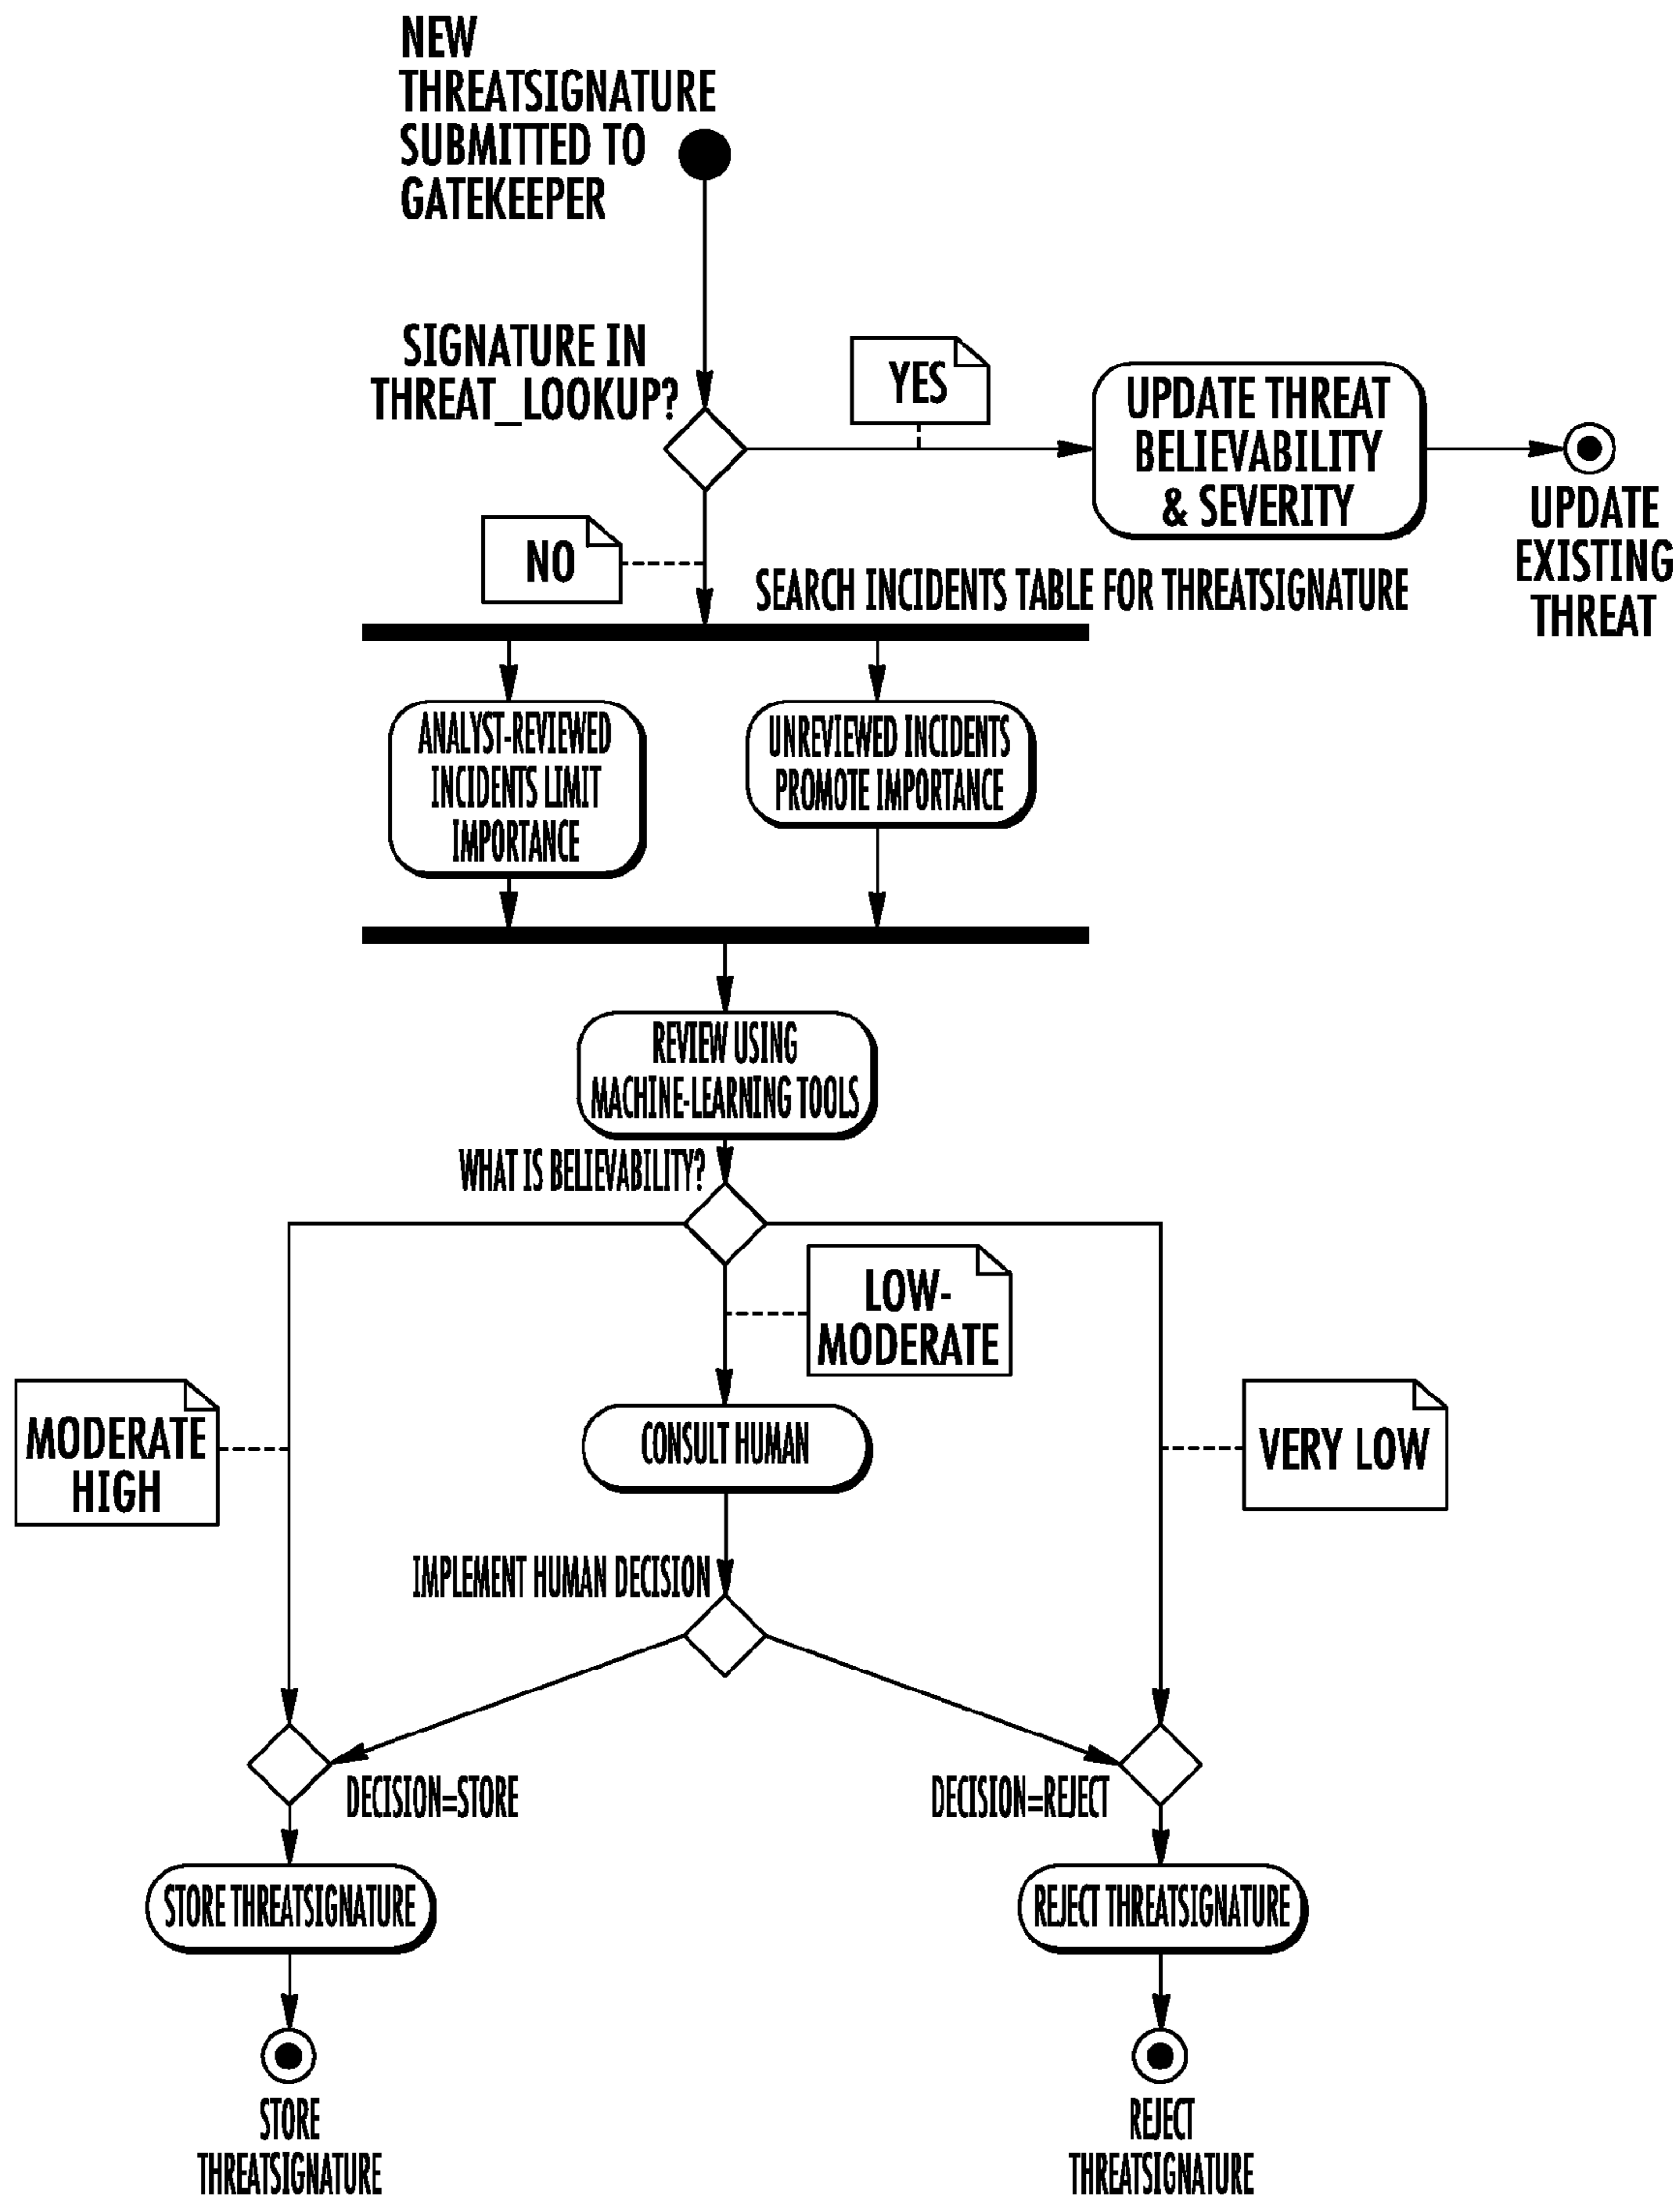 NEW
THREATSIGNATURE
SUBMITTED TO
GATEKEEPER
SIGNATURE IN
THREAT_LOOKUP?
YES
UPDATE THREAT
BELIEVABILITY
& SEVERITY
UPDATE
EXISTING
THREAT
NO
SEARCH INCIDENTS TABLE FOR THREATSIGNATURE
ANALYST-REVIEWED
INCIDENTS LIMIT
IMPORTANCE
UNREVIEWED INCIDENTS
PROMOTE IMPORTANCE
REVIEW USING
MACHINE-LEARNING TOOLS
WHAT IS BELIEVABILITY?
LOW-
MODERATE
MODERATE
HIGH
CONSULT HUMAN
VERY LOW
IMPLEMENT HUMAN DECISION
DECISION=STORE
DECISION=REJECT
STORE THREATSIGNATURE
REJECT THREATSIGNATURE
STORE
THREATSIGNATURE
REJECT
THREATSIGNATURE